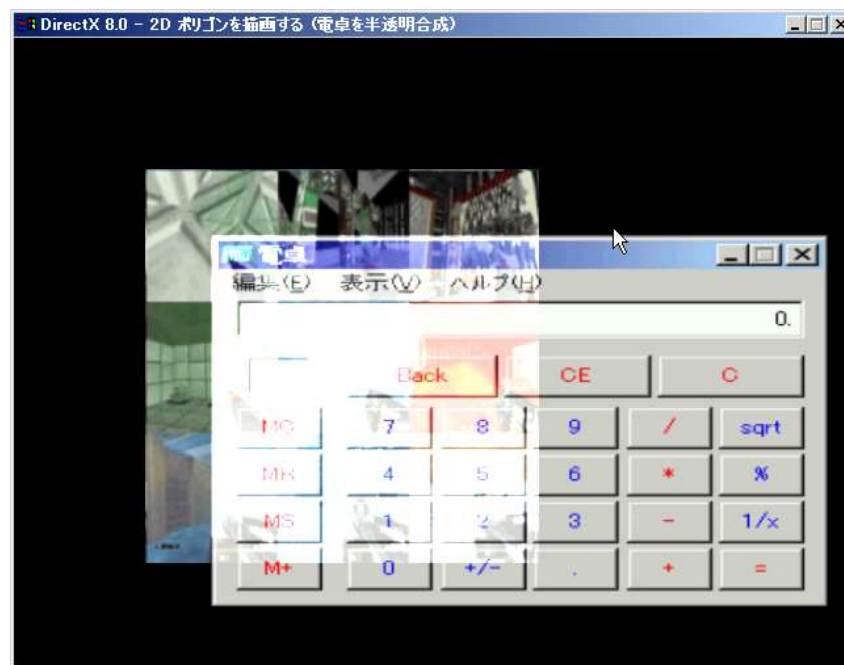 DirectX 8.0 - 2D ポリゴンを描画する (電卓を半透明合成)
電卓
編集(E) 表示(V) ヘルプ(H)
0.
Back CE C
MC 7 8 9 / sqrt
MR 4 5 6 * %
MS 1 2 3 - 1/x
M+ 0 +/- . + =